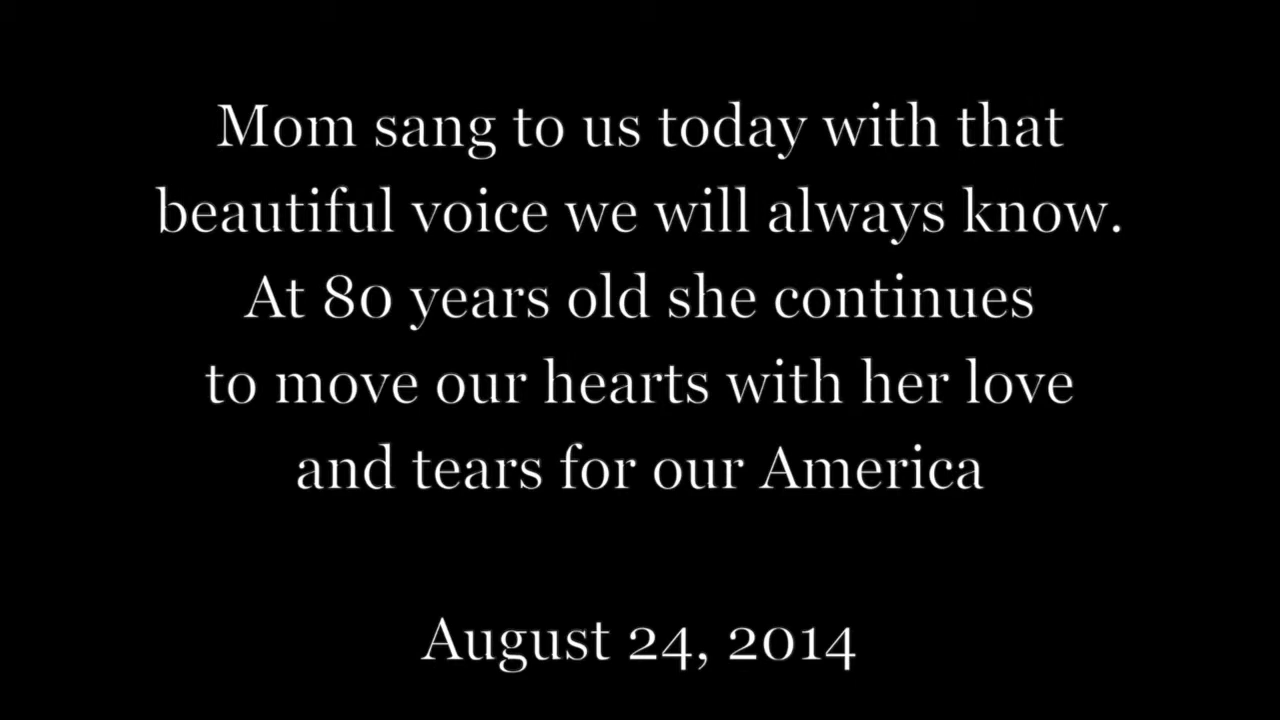 Mom sang to us today with that
beautiful voice we will always know.
At 80 years old she continues
to move our hearts with her love
and tears for our America
August 24, 2014